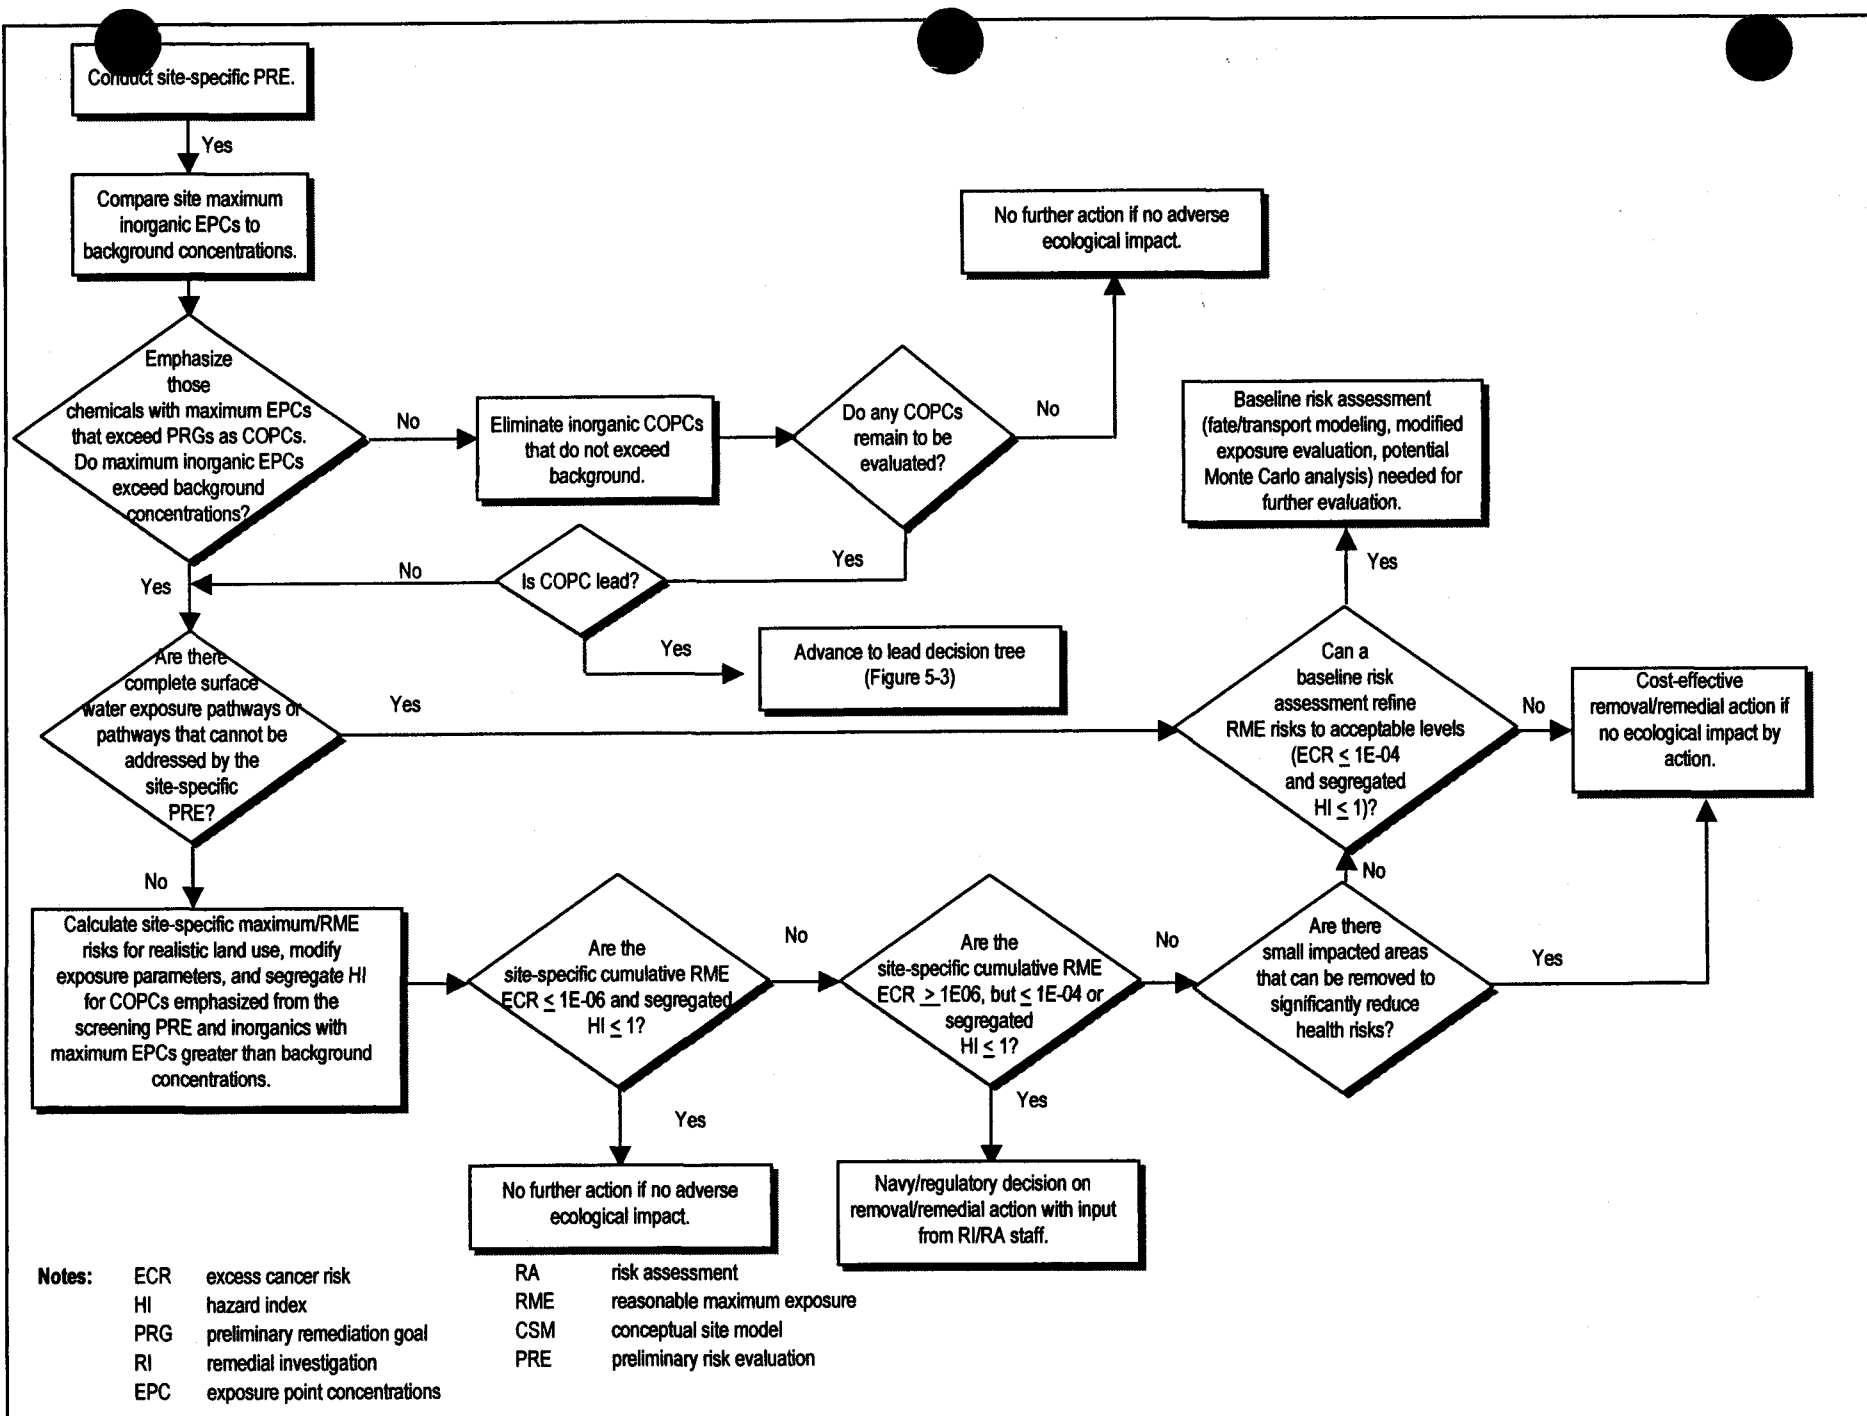 Conduct site-specific PRE.
Yes
Compare site maximum
inorganic EPCs to
background concentrations.
No further action if no adverse
ecological impact.
Emphasize
those
chemicals with maximum EPCs
that exceed PRGs as COPCs.
Do maximum inorganic EPCs
exceed background
concentrations?
No
Eliminate inorganic COPCs
that do not exceed
background.
Do any COPCs
remain to be
evaluated?
No
Baseline risk assessment
(fate/transport modeling, modified
exposure evaluation, potential
Monte Carlo analysis) needed for
further evaluation.
Yes
No
Is COPC lead?
Yes
Yes
Yes
Advance to lead decision tree
(Figure 5-3)
Are there
complete surface
water exposure pathways or
pathways that cannot be
addressed by the
site-specific
PRE?
Yes
Can a
baseline risk
assessment refine
RME risks to acceptable levels
(ECR ≤ 1E-04
and segregated
HI ≤ 1)?
No
Cost-effective
removal/remedial action if
no ecological impact by
action.
No
No
Calculate site-specific maximum/RME
risks for realistic land use, modify
exposure parameters, and segregate HI
for COPCs emphasized from the
screening PRE and inorganics with
maximum EPCs greater than background
concentrations.
Are the
site-specific cumulative RME
ECR ≤ 1E-06 and segregated
HI ≤ 1?
No
Are the
site-specific cumulative RME
ECR ≥ 1E06, but ≤ 1E-04 or
segregated
HI ≤ 1?
No
Are there
small impacted areas
that can be removed to
significantly reduce
health risks?
Yes
Yes
Yes
No further action if no adverse
ecological impact.
Navy/regulatory decision on
removal/remedial action with input
from RI/RA staff.
Notes: ECR excess cancer risk
HI hazard index
PRG preliminary remediation goal
RI remedial investigation
EPC exposure point concentrations
RA risk assessment
RME reasonable maximum exposure
CSM conceptual site model
PRE preliminary risk evaluation